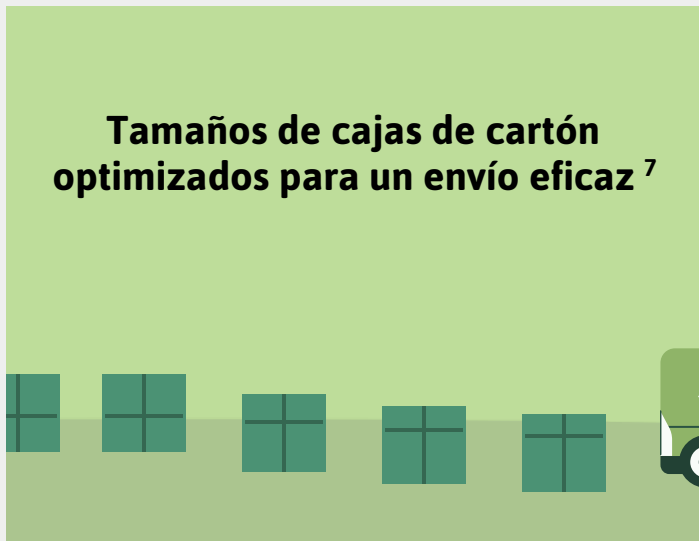 Tamaños de cajas de cartón
optimizados para un envío eficaz ⁷